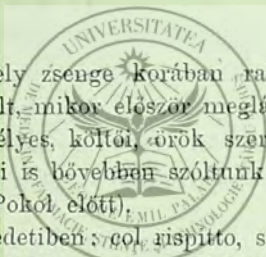 ely zsenge korában ra
lt, mikor először meglá
élyes, költői, örök szer
i is bővebben szóltunk
Pokol előtt)
edetiben: col rispitto, s
UNIVERSITATEA